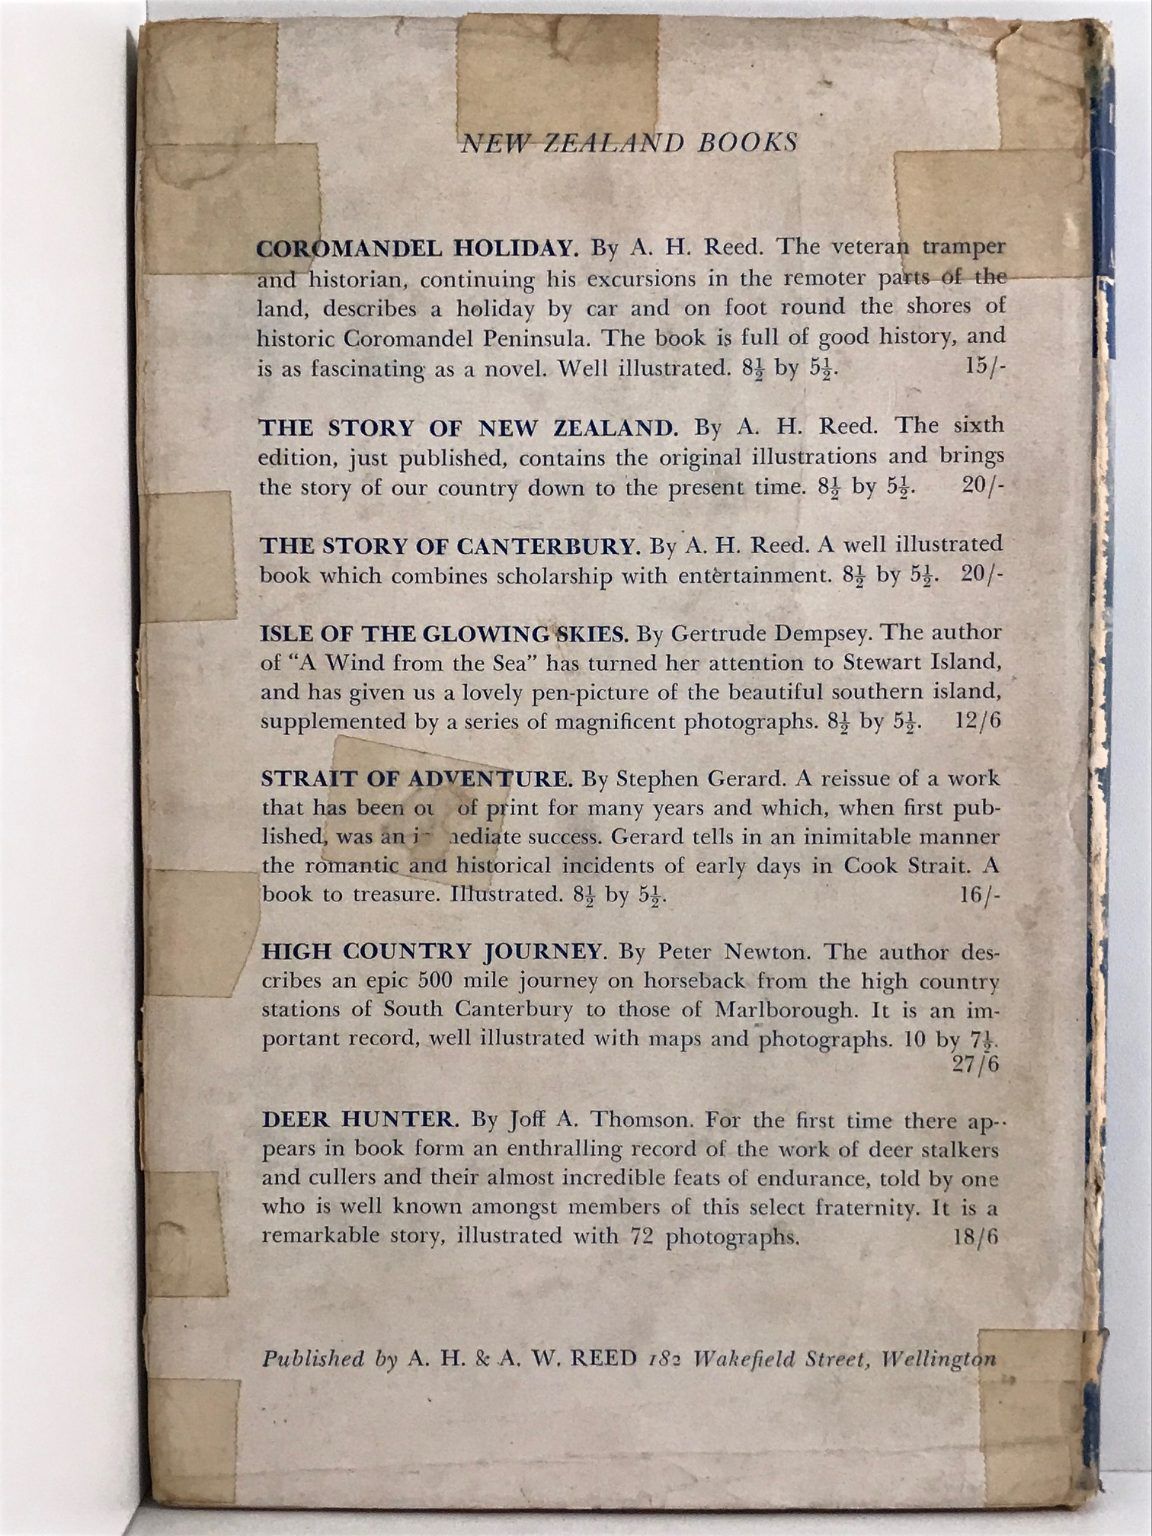 NEW ZEALAND BOOKS
COROMANDEL HOLIDAY. By A. H. Reed. The veteran tramper
and historian, continuing his excursions in the remoter parts of the
land, describes a holiday by car and on foot round the shores of
historic Coromandel Peninsula. The book is full of good history, and
is as fascinating as a novel. Well illustrated. 8½ by 5½. 15/-
THE STORY OF NEW ZEALAND. By A. H. Reed. The sixth
edition, just published, contains the original illustrations and brings
the story of our country down to the present time. 8½ by 5½. 20/-
THE STORY OF CANTERBURY. By A. H. Reed. A well illustrated
book which combines scholarship with entertainment. 8½ by 5½. 20/-
ISLE OF THE GLOWING SKIES. By Gertrude Dempsey. The author
of “A Wind from the Sea” has turned her attention to Stewart Island,
and has given us a lovely pen-picture of the beautiful southern island,
supplemented by a series of magnificent photographs. 8½ by 5½. 12/6
STRAIT OF ADVENTURE. By Stephen Gerard. A reissue of a work
that has been of print for many years and which, when first pub-
lished, was an success. Gerard tells in an inimitable manner
the romantic and historical incidents of early days in Cook Strait. A
book to treasure. Illustrated. 8½ by 5½. 16/-
HIGH COUNTRY JOURNEY. By Peter Newton. The author des-
cribes an epic 500 mile journey on horseback from the high country
stations of South Canterbury to those of Marlborough. It is an im-
portant record, well illustrated with maps and photographs. 10 by 7½.
27/6
DEER HUNTER. By Joff A. Thomson. For the first time there ap-
pears in book form an enthralling record of the work of deer stalkers
and cullers and their almost incredible feats of endurance, told by one
who is well known amongst members of this select fraternity. It is a
remarkable story, illustrated with 72 photographs. 18/6
Published by A. H. & A. W. REED 182 Wakefield Street, Wellington